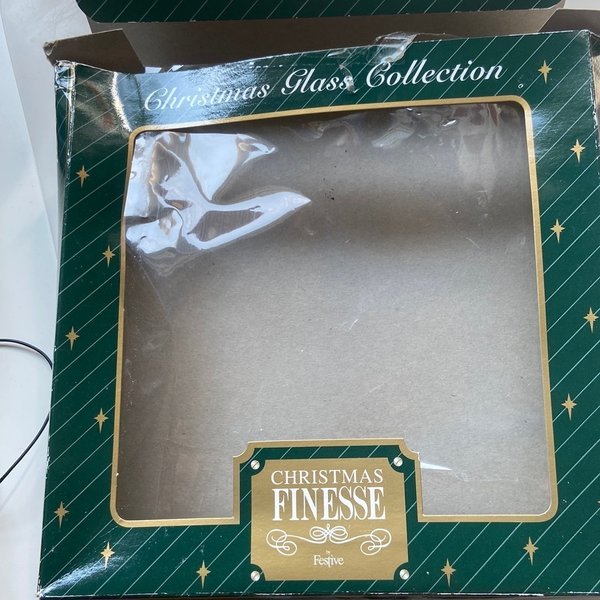 Christmas Glass Collection
CHRISTMAS
FINESSE
by
Festive